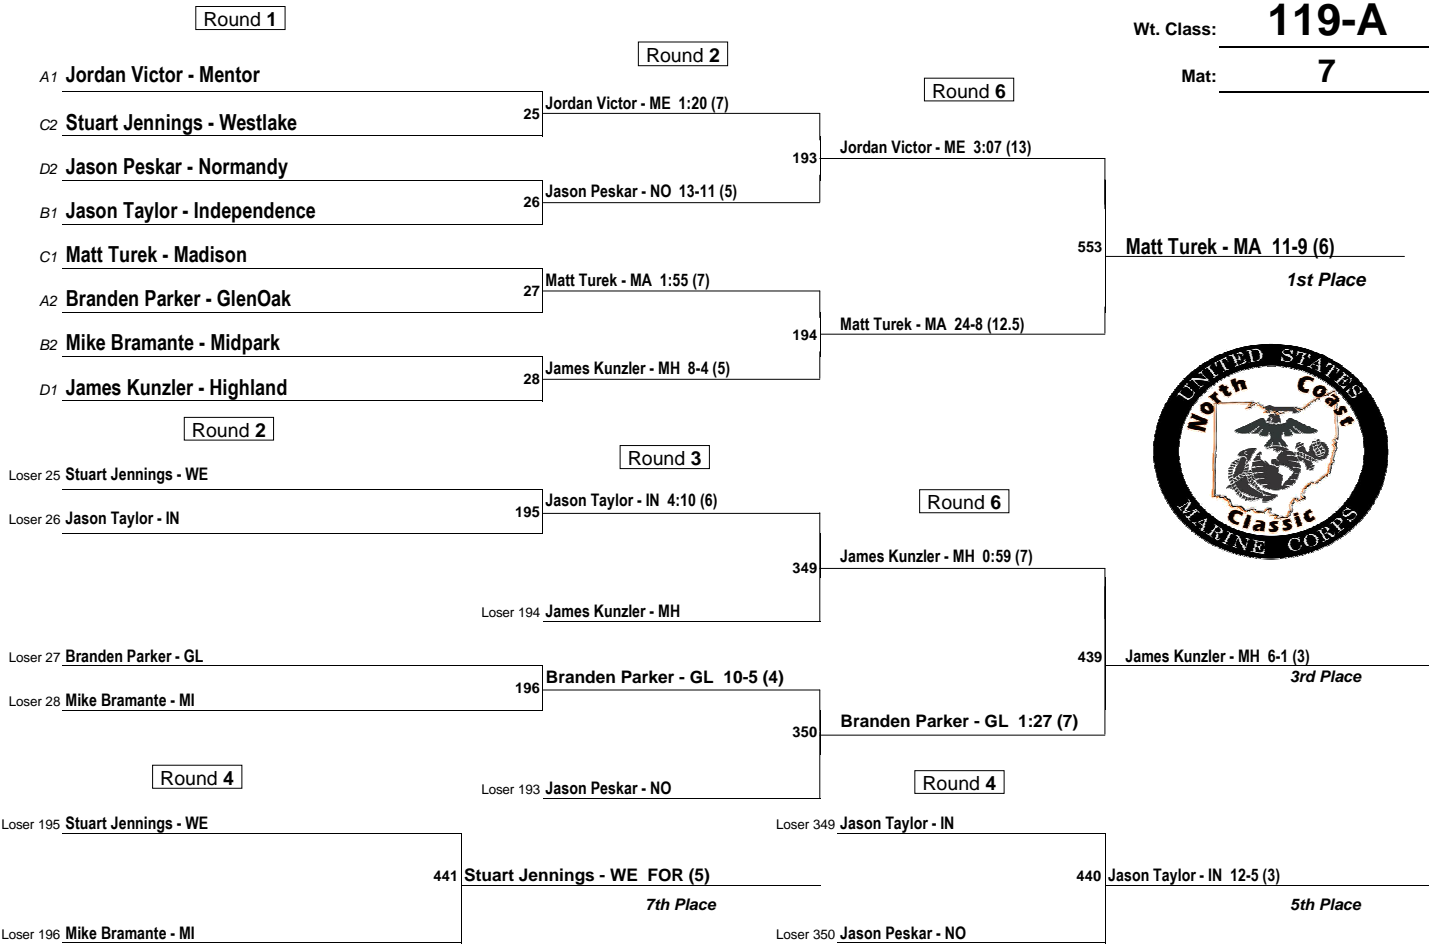 Round 1
Wt. Class: 119-A
Round 2
Mat: 7
Round 6
A1 Jordan Victor - Mentor
Jordan Victor - ME 1:20 (7)
25
C2 Stuart Jennings - Westlake
Jordan Victor - ME 3:07 (13)
193
D2 Jason Peskar - Normandy
Jason Peskar - NO 13-11 (5)
26
B1 Jason Taylor - Independence
553 Matt Turek - MA 11-9 (6)
1st Place
C1 Matt Turek - Madison
Matt Turek - MA 1:55 (7)
27
A2 Branden Parker - GlenOak
Matt Turek - MA 24-8 (12.5)
194
B2 Mike Bramante - Midpark
James Kunzler - MH 8-4 (5)
28
D1 James Kunzler - Highland
UNITED STATES
North Coast
Classic
MARINE CORPS
Round 2
Round 3
Round 6
Loser 25 Stuart Jennings - WE
Jason Taylor - IN 4:10 (6)
195
Loser 26 Jason Taylor - IN
James Kunzler - MH 0:59 (7)
349
Loser 194 James Kunzler - MH
Loser 27 Branden Parker - GL
439 James Kunzler - MH 6-1 (3)
3rd Place
Branden Parker - GL 10-5 (4)
196
Loser 28 Mike Bramante - MI
Branden Parker - GL 1:27 (7)
350
Loser 193 Jason Peskar - NO
Round 4
Round 4
Loser 195 Stuart Jennings - WE
Loser 349 Jason Taylor - IN
441 Stuart Jennings - WE FOR (5)
7th Place
440 Jason Taylor - IN 12-5 (3)
5th Place
Loser 196 Mike Bramante - MI
Loser 350 Jason Peskar - NO